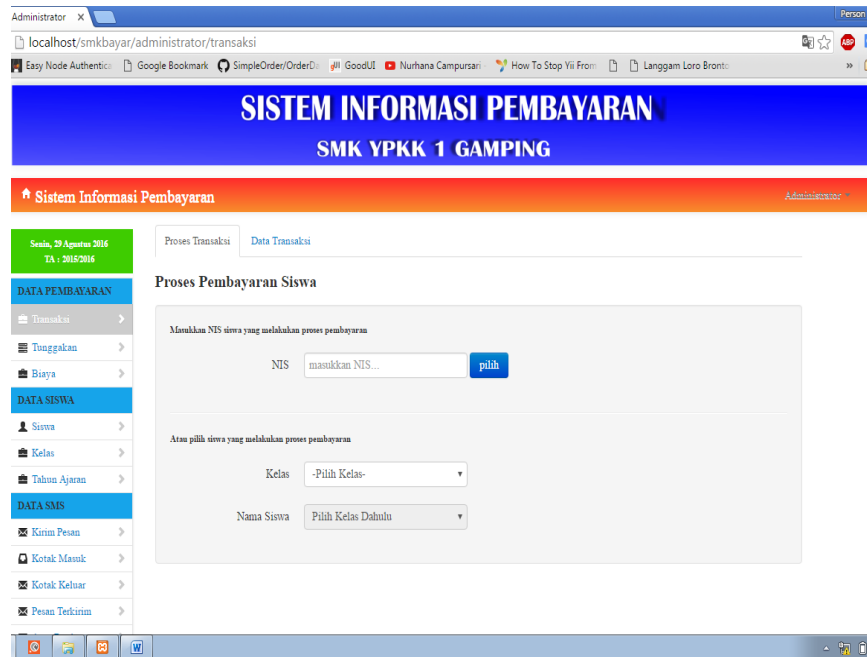 Administrator
Person
localhost/smkbayar/administrator/transaksi
ABP
Easy Node Authentica Google Bookmark SimpleOrder/OrderDa GoodUI Nurhana Campursari - How To Stop Yii From Langgam Loro Bronto »
SISTEM INFORMASI PEMBAYARAN
SMK YPKK 1 GAMPING
Sistem Informasi Pembayaran
Administrator
Senin, 29 Agustus 2016
TA : 2015/2016
DATA PEMBAYARAN
Transaksi
Tunggakan
Biaya
DATA SISWA
Siswa
Kelas
Tahun Ajaran
DATA SMS
Kirim Pesan
Kotak Masuk
Kotak Keluar
Pesan Terkirim
Proses Transaksi Data Transaksi
Proses Pembayaran Siswa
Masukkan NIS siswa yang melakukan proses pembayaran
NIS masukkan NIS... pilih
Atau pilih siswa yang melakukan proses pembayaran
Kelas -Pilih Kelas-
Nama Siswa Pilih Kelas Dahulu